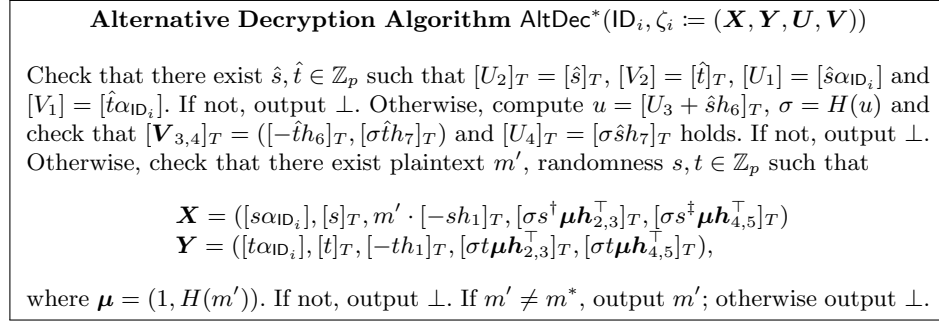 Alternative Decryption Algorithm AltDec*(ID_i, ζ_i := (X, Y, U, V))
Check that there exist ŝ, t̂ ∈ ℤ_p such that [U_2]_T = [ŝ]_T, [V_2] = [t̂]_T, [U_1] = [ŝα_{ID_i}] and
[V_1] = [t̂α_{ID_i}]. If not, output ⊥. Otherwise, compute u = [U_3 + ŝh_6]_T, σ = H(u) and
check that [V_{3,4}]_T = ([−t̂h_6]_T, [σt̂h_7]_T) and [U_4]_T = [σŝh_7]_T holds. If not, output ⊥.
Otherwise, check that there exist plaintext m′, randomness s, t ∈ ℤ_p such that
X = ([sα_{ID_i}], [s]_T, m′ · [−sh_1]_T, [σs^†μh_{2,3}^⊤]_T, [σs^‡μh_{4,5}^⊤]_T)
Y = ([tα_{ID_i}], [t]_T, [−th_1]_T, [σtμh_{2,3}^⊤]_T, [σtμh_{4,5}^⊤]_T),
where μ = (1, H(m′)). If not, output ⊥. If m′ ≠ m*, output m′; otherwise output ⊥.